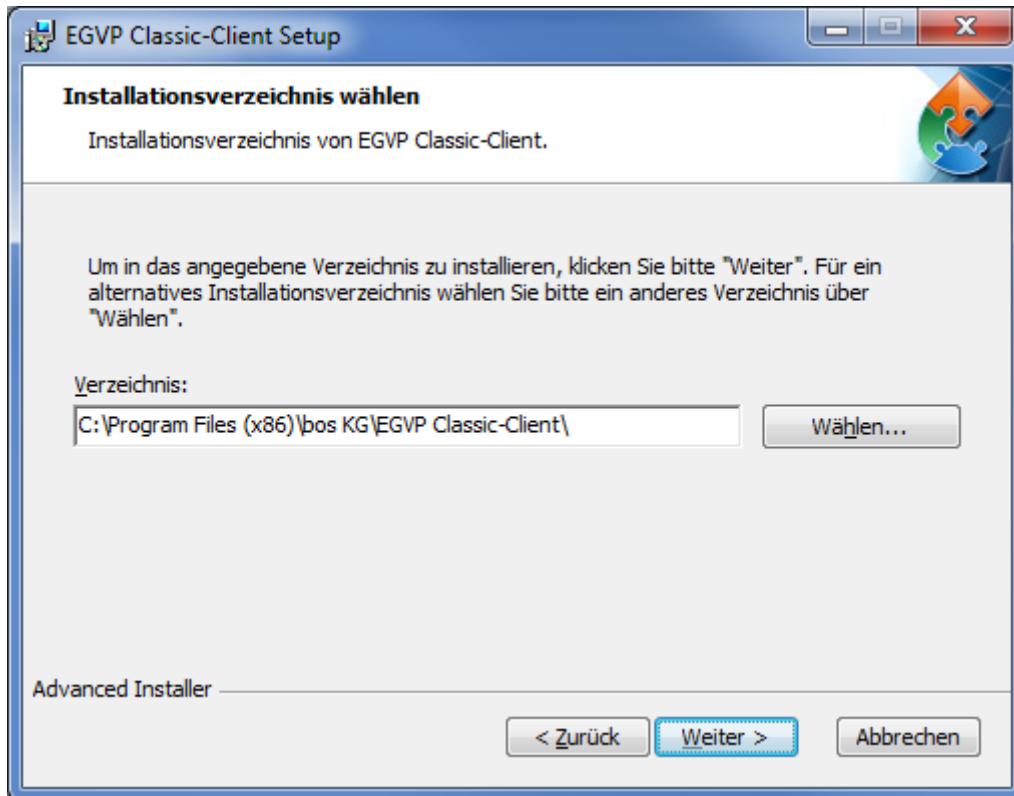 EGVP Classic-Client Setup
Installationsverzeichnis wählen
Installationsverzeichnis von EGVP Classic-Client.
Um in das angegebene Verzeichnis zu installieren, klicken Sie bitte "Weiter". Für ein
alternatives Installationsverzeichnis wählen Sie bitte ein anderes Verzeichnis über
"Wählen".
Verzeichnis:
C:\Program Files (x86)\bos KG\EGVP Classic-Client\
Wählen...
Advanced Installer
< Zurück
Weiter >
Abbrechen